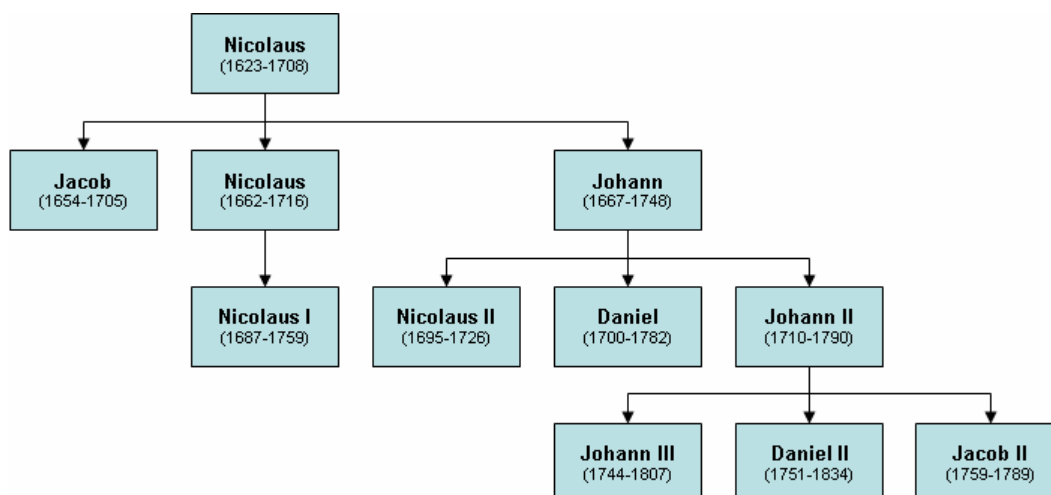 Nicolaus
(1623-1708)
Jacob
(1654-1705)
Nicolaus
(1662-1716)
Johann
(1667-1748)
Nicolaus I
(1687-1759)
Nicolaus II
(1695-1726)
Daniel
(1700-1782)
Johann II
(1710-1790)
Johann III
(1744-1807)
Daniel II
(1751-1834)
Jacob II
(1759-1789)